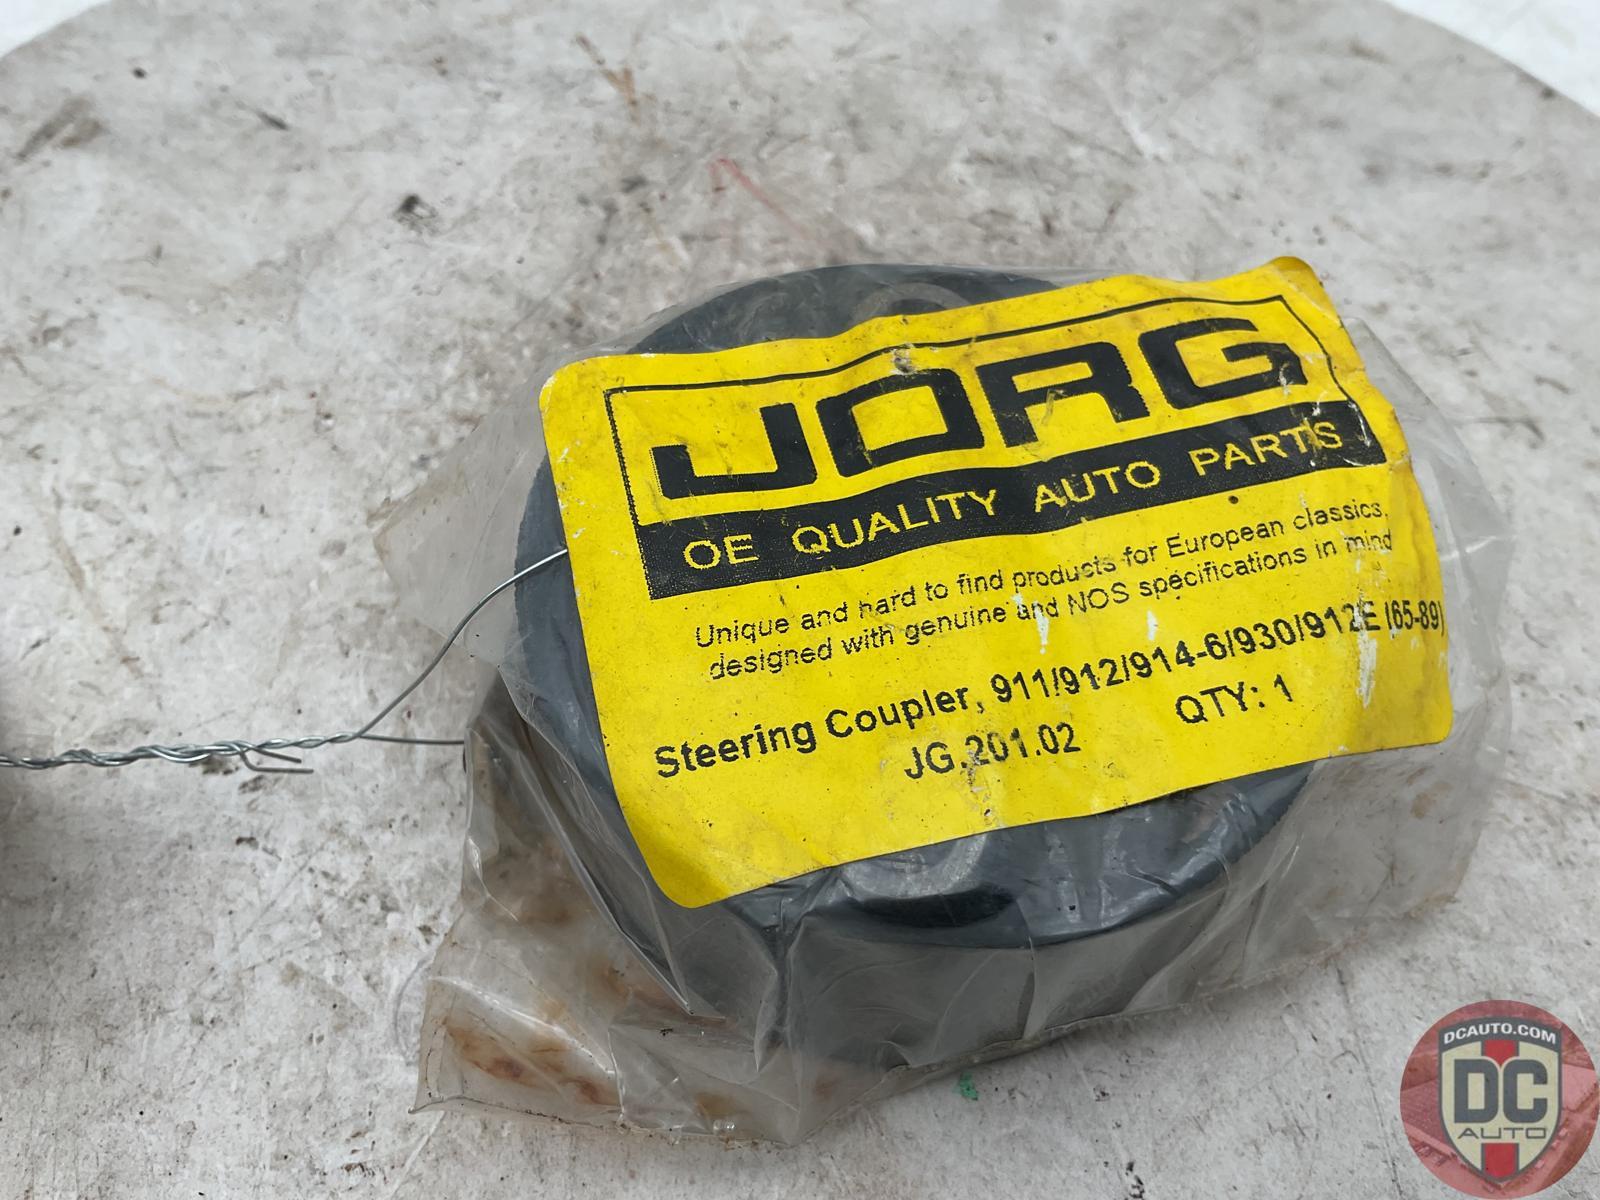 JORG
OE QUALITY AUTO PARTS
Unique and hard to find products for European classics,
designed with genuine and NOS specifications in mind
Steering Coupler, 911/912/914-6/930/912E (65-89)
JG.201.02 QTY: 1
DCAUTO.COM
DC
AUTO